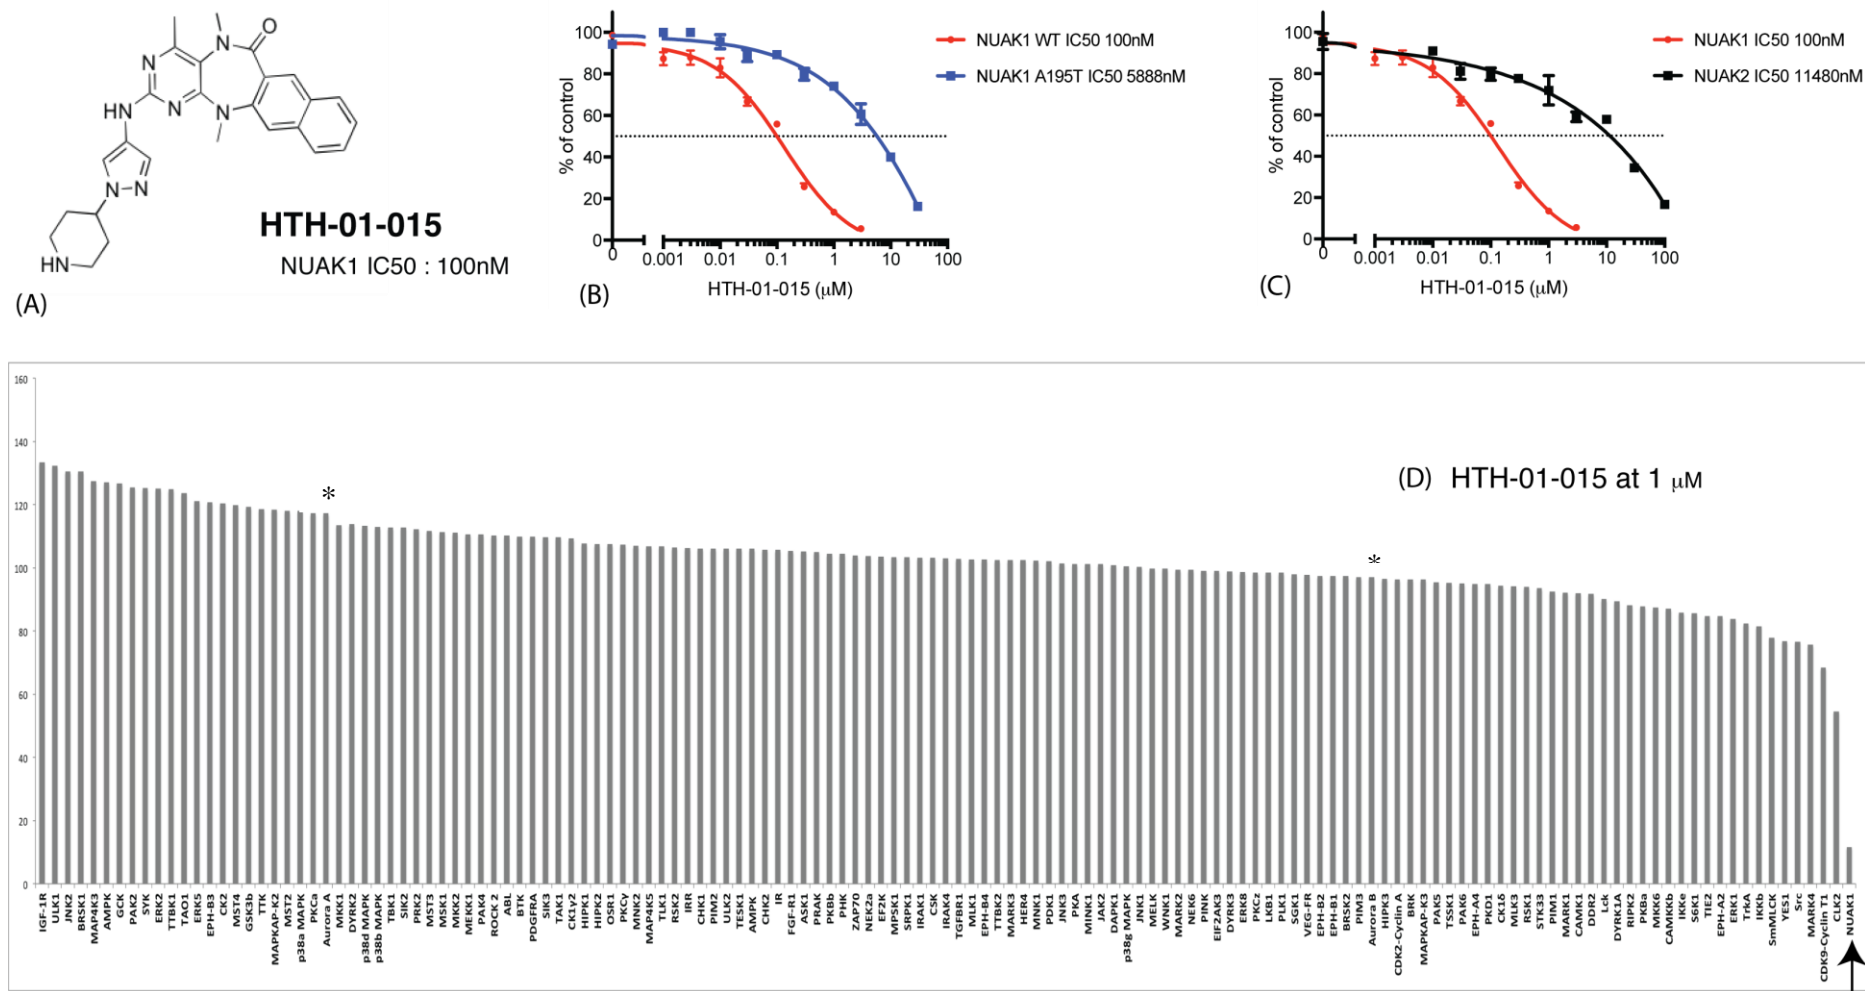 N
N
O
N
HN
N
N
N
N
HN
HTH-01-015
NUAK1 IC50 : 100nM
(A)
100
80
60
40
20
0
% of control
0
0.001
0.01
0.1
1
10
100
HTH-01-015 (μM)
NUAK1 WT IC50 100nM
NUAK1 A195T IC50 5888nM
(B)
100
80
60
40
20
0
% of control
0
0.001
0.01
0.1
1
10
100
HTH-01-015 (μM)
NUAK1 IC50 100nM
NUAK2 IC50 11480nM
(C)
(D) HTH-01-015 at 1 μM
160
140
120
100
80
60
40
20
0
*
*
IGF-1R
ULK1
JNK2
BRSK1
MAP4K3
AMPK
GCK
PAK2
SYK
ERK2
TTBK1
TAO1
ERK5
EPH-B3
CK2
MST4
GSK3b
TTK
MAPKAP-K2
MST2
p38a MAPK
PKCa
Aurora A
MKK1
DYRK2
p38d MAPK
p38b MAPK
TBK1
SIK2
PRK2
MST3
MSK1
MKK2
MEKK1
PAK4
ROCK 2
ABL
BTK
PDGFRA
SIK3
TAK1
CK1γ2
HIPK1
HIPK2
OSR1
PKCγ
MNK2
MAP4K5
TLK1
RSK2
IRR
CHK1
PIM2
ULK2
TESK1
AMPK
CHK2
IR
FGF-R1
ASK1
PRAK
PKBb
PHK
ZAP70
NEK2a
EF2K
MPSK1
SRPK1
IRAK1
CSK
IRAK4
TGFBR1
MLK1
EPH-B4
TTBK2
MARK3
HER4
MNK1
PDK1
JNK3
PKA
MINK1
JAK2
DAPK1
p38g MAPK
JNK1
MELK
WNK1
MARK2
NEK6
PINK
EIF2AK3
DYRK3
ERK8
PKCz
LKB1
PLK1
SGK1
VEG-FR
EPH-B2
EPH-B1
BRSK2
PIM3
Aurora B
HIPK3
CDK2-Cyclin A
BRK
MAPKAP-K3
PAK5
TSSK1
PAK6
EPH-A4
PKD1
CK1δ
MLK3
RSK1
STK33
PIM1
MARK1
CAMK1
DDR2
Lck
DYRK1A
RIPK2
PKBa
MKK6
CAMKKb
IKKe
S6K1
TIE2
EPH-A2
ERK1
TrkA
IKKb
SmMLCK
YES1
Src
MARK4
CDK9-Cyclin T1
CLK2
NUAK1